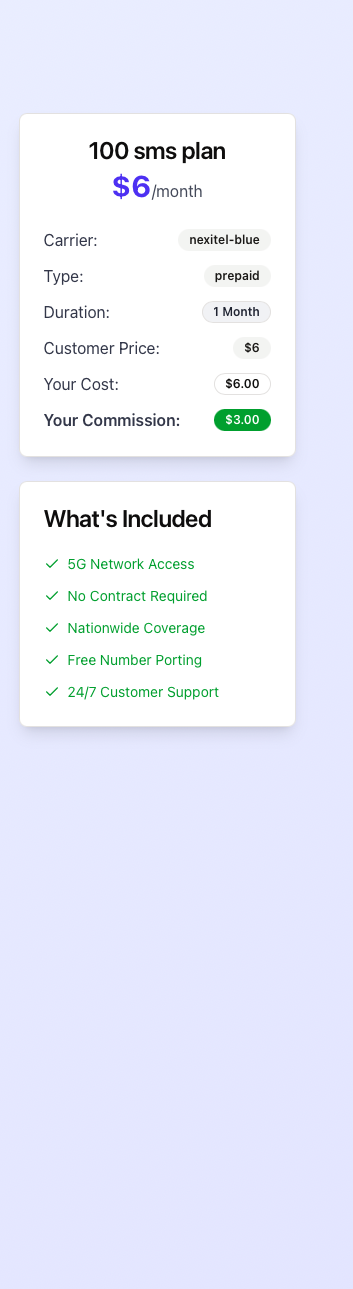 100 sms plan
$6/month
Carrier: nexitel-blue
Type: prepaid
Duration: 1 Month
Customer Price: $6
Your Cost: $6.00
Your Commission: $3.00
What's Included
5G Network Access
No Contract Required
Nationwide Coverage
Free Number Porting
24/7 Customer Support